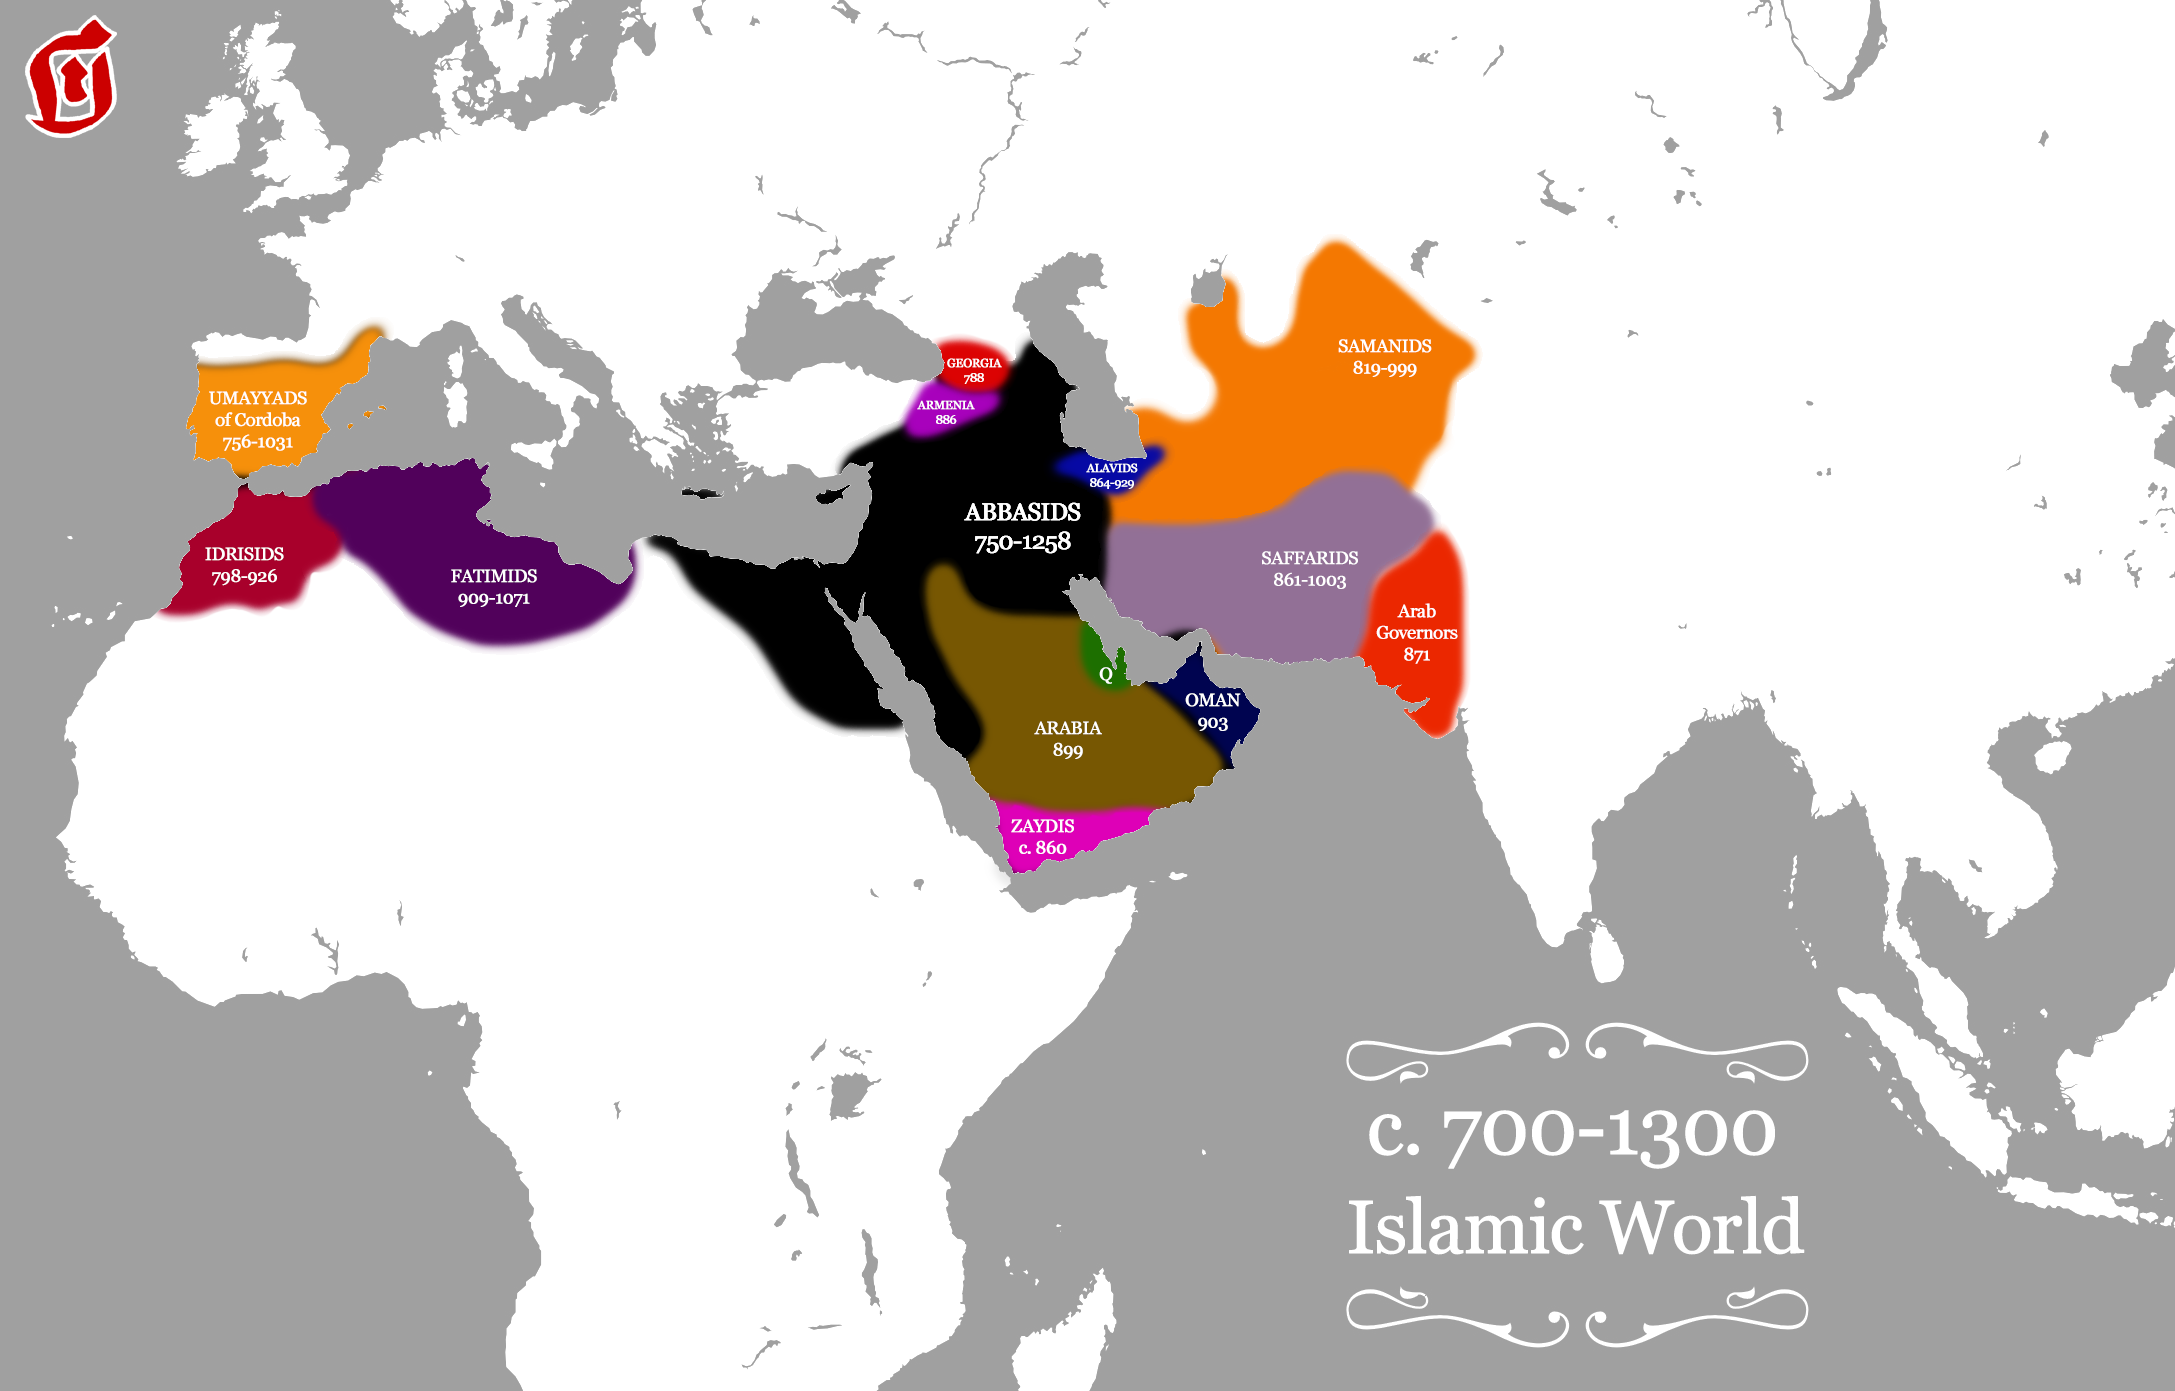 GEORGIA
788
ARMENIA
886
SAMANIDS
819-999
UMAYYADS
of Cordoba
756-1031
ALAVIDS
864-929
ABBASIDS
750-1258
IDRISIDS
798-926
FATIMIDS
909-1071
SAFFARIDS
861-1003
Arab
Governors
871
Q
OMAN
903
ARABIA
899
ZAYDIS
c. 860
c. 700-1300
Islamic World